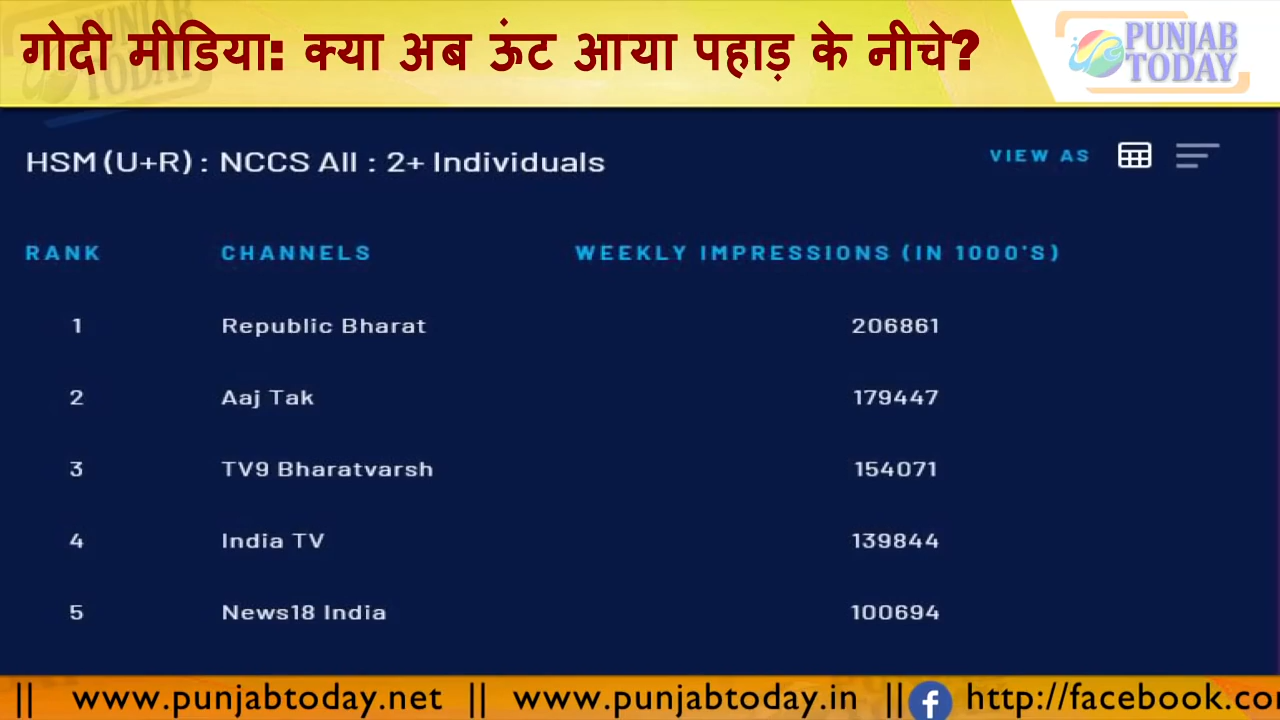 गोदी मीडिया: क्या अब ऊंट आया पहाड़ के नीचे?
PUNJAB
TODAY
HSM (U+R) : NCCS All : 2+ Individuals
VIEW AS
RANK CHANNELS WEEKLY IMPRESSIONS (IN 1000'S)
1 Republic Bharat 206861
2 Aaj Tak 179447
3 TV9 Bharatvarsh 154071
4 India TV 139844
5 News18 India 100694
|| www.punjabtoday.net || www.punjabtoday.in || f http://facebook.co